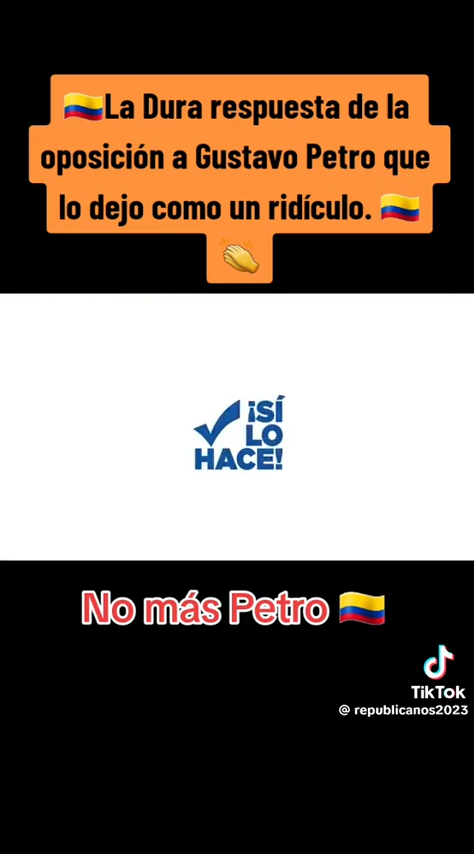 🇨🇴La Dura respuesta de la
oposición a Gustavo Petro que
lo dejo como un ridículo. 🇨🇴
👏
¡SÍ
LO
HACE!
No más Petro 🇨🇴
TikTok
@ republicanos2023